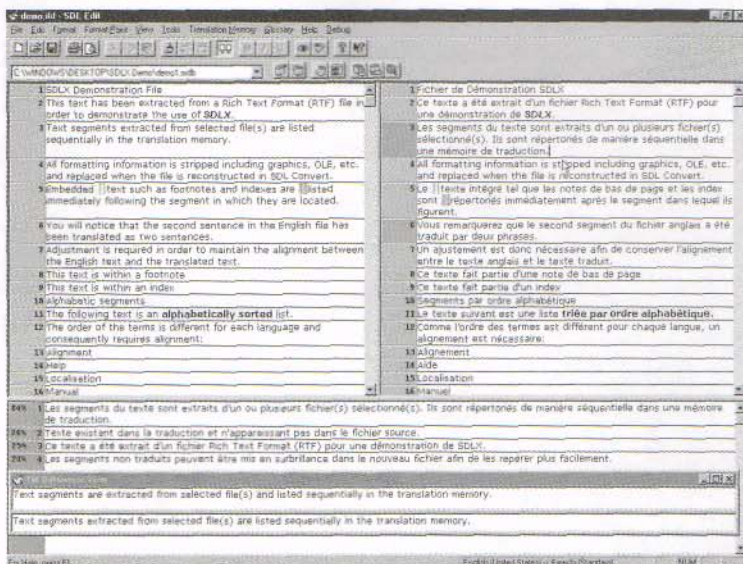 demo.itd - SDL Edit
File Edit Format Format/Font View Tools Translation Memory Glossary Help Debug
C:\WINDOWS\DESKTOP\SDLX Demo\demo1.mdb
1 SDLX Demonstration File
2 This text has been extracted from a Rich Text Format (RTF) file in
order to demonstrate the use of SDLX.
3 Text segments extracted from selected file(s) are listed
sequentially in the translation memory.
4 All formatting information is stripped including graphics, OLE, etc.
and replaced when the file is reconstructed in SDL Convert.
5 Embedded text such as footnotes and indexes are listed
immediately following the segment in which they are located.
6 You will notice that the second sentence in the English file has
been translated as two sentences.
7 Adjustment is required in order to maintain the alignment between
the English text and the translated text.
8 This text is within a footnote
9 This text is within an index
10 Alphabetic segments
11 The following text is an alphabetically sorted list.
12 The order of the terms is different for each language and
consequently requires alignment:
13 Alignment
14 Help
15 Localisation
16 Manual
1 Fichier de Démonstration SDLX
2 Ce texte a été extrait d'un fichier Rich Text Format (RTF) pour
une démonstration de SDLX.
3 Les segments du texte sont extraits d'un ou plusieurs fichier(s)
sélectionné(s). Ils sont répertoriés de manière séquentielle dans
une mémoire de traduction.
4 All formatting information is stripped including graphics, OLE, etc.
and replaced when the file is reconstructed in SDL Convert.
5 Le texte intégré tel que les notes de bas de page et les index
sont répertoriés immédiatement après le segment dans lequel ils
figurent.
6 Vous remarquerez que le second segment du fichier anglais a été
traduit par deux phrases.
7 Un ajustement est donc nécessaire afin de conserver l'alignement
entre le texte anglais et le texte traduit.
8 Ce texte fait partie d'une note de bas de page
9 Ce texte fait partie d'un index
10 Segments par ordre alphabétique
11 Le texte suivant est une liste triée par ordre alphabétique.
12 Comme l'ordre des termes est différent pour chaque langue, un
alignement est nécessaire:
13 Alignement
14 Aide
15 Localisation
16 Manuel
1 Les segments du texte sont extraits d'un ou plusieurs fichier(s) sélectionné(s). Ils sont répertoriés de manière séquentielle dans une mémoire
de traduction.
2 Texte existant dans la traduction et n'apparaissant pas dans le fichier source.
3 Ce texte a été extrait d'un fichier Rich Text Format (RTF) pour une démonstration de SDLX.
4 Les segments non traduits peuvent être mis en surbrillance dans le nouveau fichier afin de les repérer plus facilement.
Text segments are extracted from selected file(s) and listed sequentially in the translation memory.
Text segments extracted from selected file(s) are listed sequentially in the translation memory.
For Help, press F1
NUM